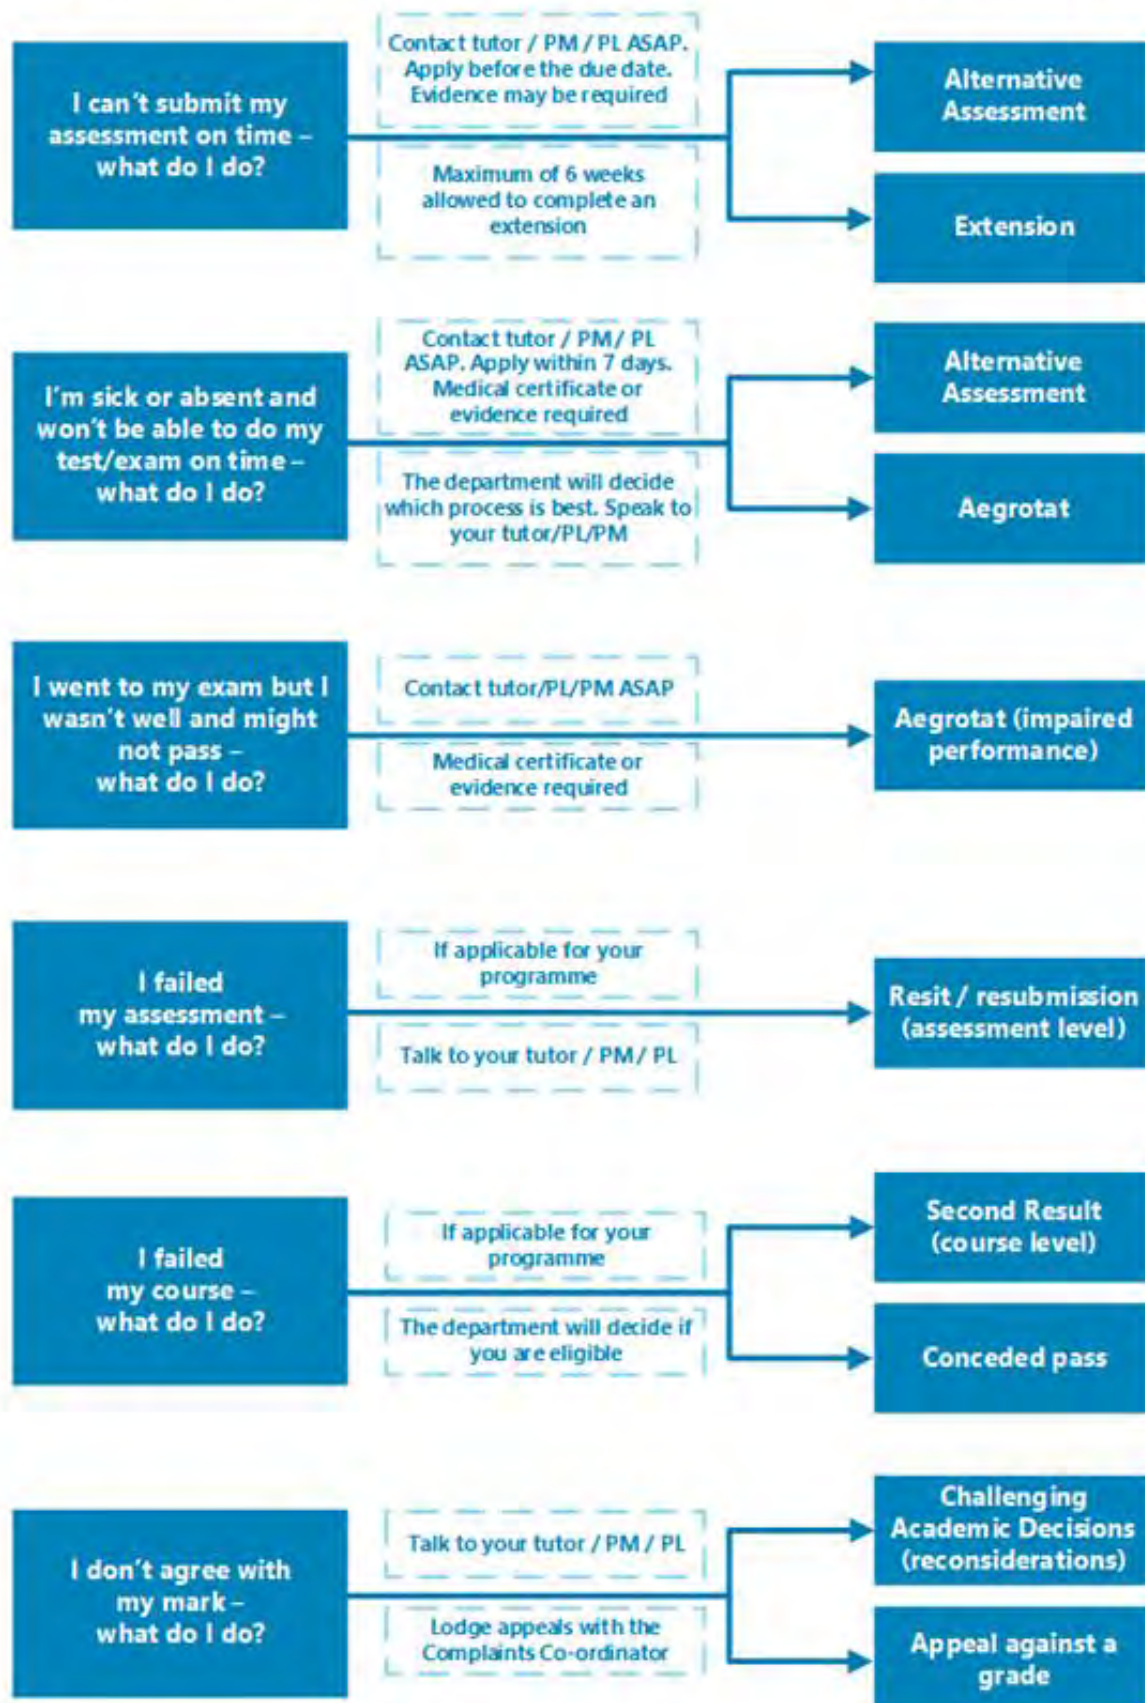 I can't submit my
assessment on time –
what do I do?
Contact tutor / PM / PL ASAP.
Apply before the due date.
Evidence may be required
Maximum of 6 weeks
allowed to complete an
extension
Alternative
Assessment
Extension
I'm sick or absent and
won't be able to do my
test/exam on time –
what do I do?
Contact tutor / PM / PL
ASAP. Apply within 7 days.
Medical certificate or
evidence required
The department will decide
which process is best. Speak to
your tutor/PL/PM
Alternative
Assessment
Aegrotat
I went to my exam but I
wasn't well and might
not pass –
what do I do?
Contact tutor/PL/PM ASAP
Medical certificate or
evidence required
Aegrotat (impaired
performance)
I failed
my assessment –
what do I do?
If applicable for your
programme
Talk to your tutor / PM / PL
Resit / resubmission
(assessment level)
I failed
my course –
what do I do?
If applicable for your
programme
The department will decide if
you are eligible
Second Result
(course level)
Conceded pass
I don't agree with
my mark –
what do I do?
Talk to your tutor / PM / PL
Lodge appeals with the
Complaints Co-ordinator
Challenging
Academic Decisions
(reconsiderations)
Appeal against a
grade